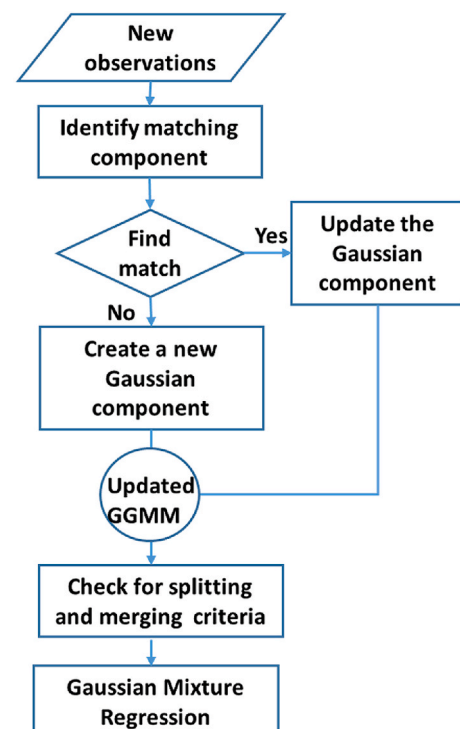 New
observations
Identify matching
component
Find
match
Yes
Update the
Gaussian
component
No
Create a new
Gaussian
component
Updated
GGMM
Check for splitting
and merging criteria
Gaussian Mixture
Regression